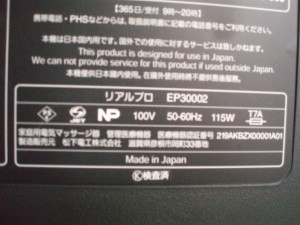 【365日/受付 9時~20時】
携帯電話・PHSなどからは、取扱説明書に記載の電話番号をご利用ください。
本機は日本国内用です。国外での使用に対するサービスは致しかねます。
This product is designed for use in Japan.
We can not provide service for this product if used outside Japan.
本機僅供日本國内使用。在國外使用時將不提供售後服務。
リアルプロ EP30002
JET NP 100V 50-60Hz 115W T7A
家庭用電気マッサージ器 管理医療機器 医療機器認証番号 219AKBZX00001A01
製造販売元 松下電工株式会社 滋賀県彦根市岡町33番地
Made in Japan
Ⓚ検査済